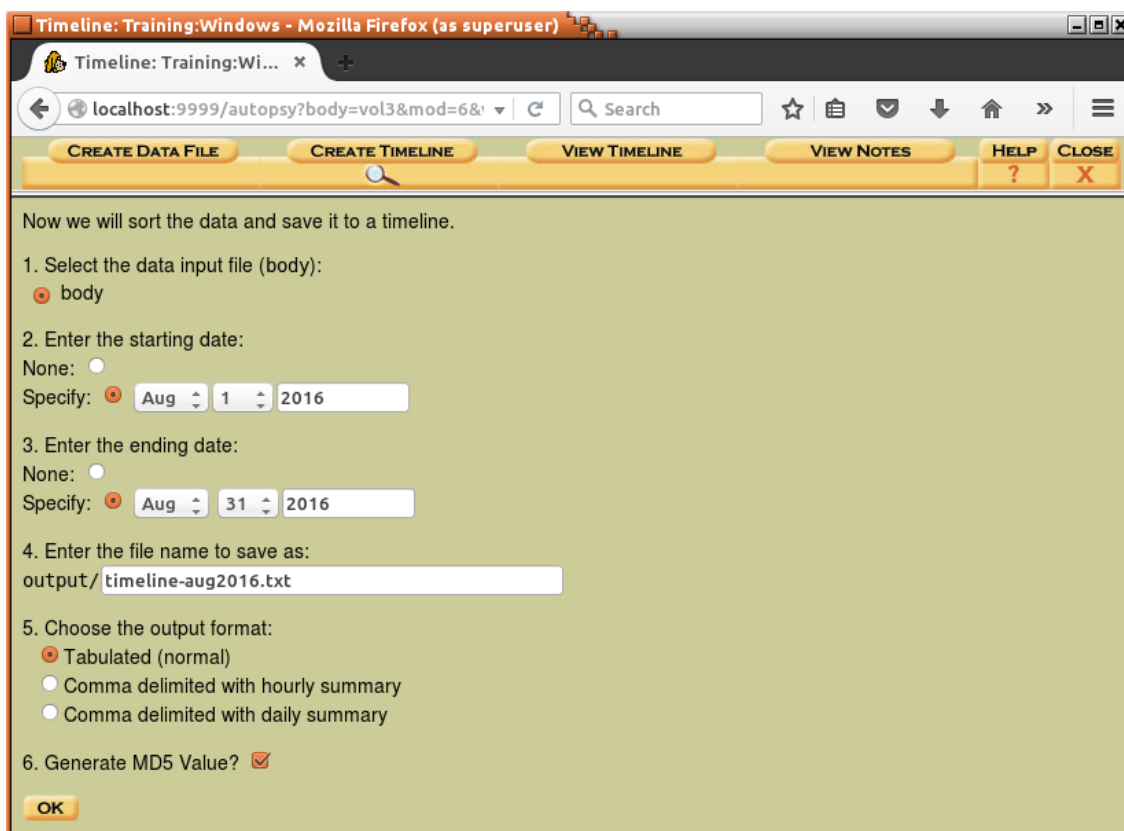 Timeline: Training:Windows - Mozilla Firefox (as superuser)
Timeline: Training:Wi...
localhost:9999/autopsy?body=vol3&mod=6&
Search
CREATE DATA FILE
CREATE TIMELINE
VIEW TIMELINE
VIEW NOTES
HELP
CLOSE
?
X
Now we will sort the data and save it to a timeline.
1. Select the data input file (body):
body
2. Enter the starting date:
None:
Specify: Aug 1 2016
3. Enter the ending date:
None:
Specify: Aug 31 2016
4. Enter the file name to save as:
output/ timeline-aug2016.txt
5. Choose the output format:
Tabulated (normal)
Comma delimited with hourly summary
Comma delimited with daily summary
6. Generate MD5 Value?
OK